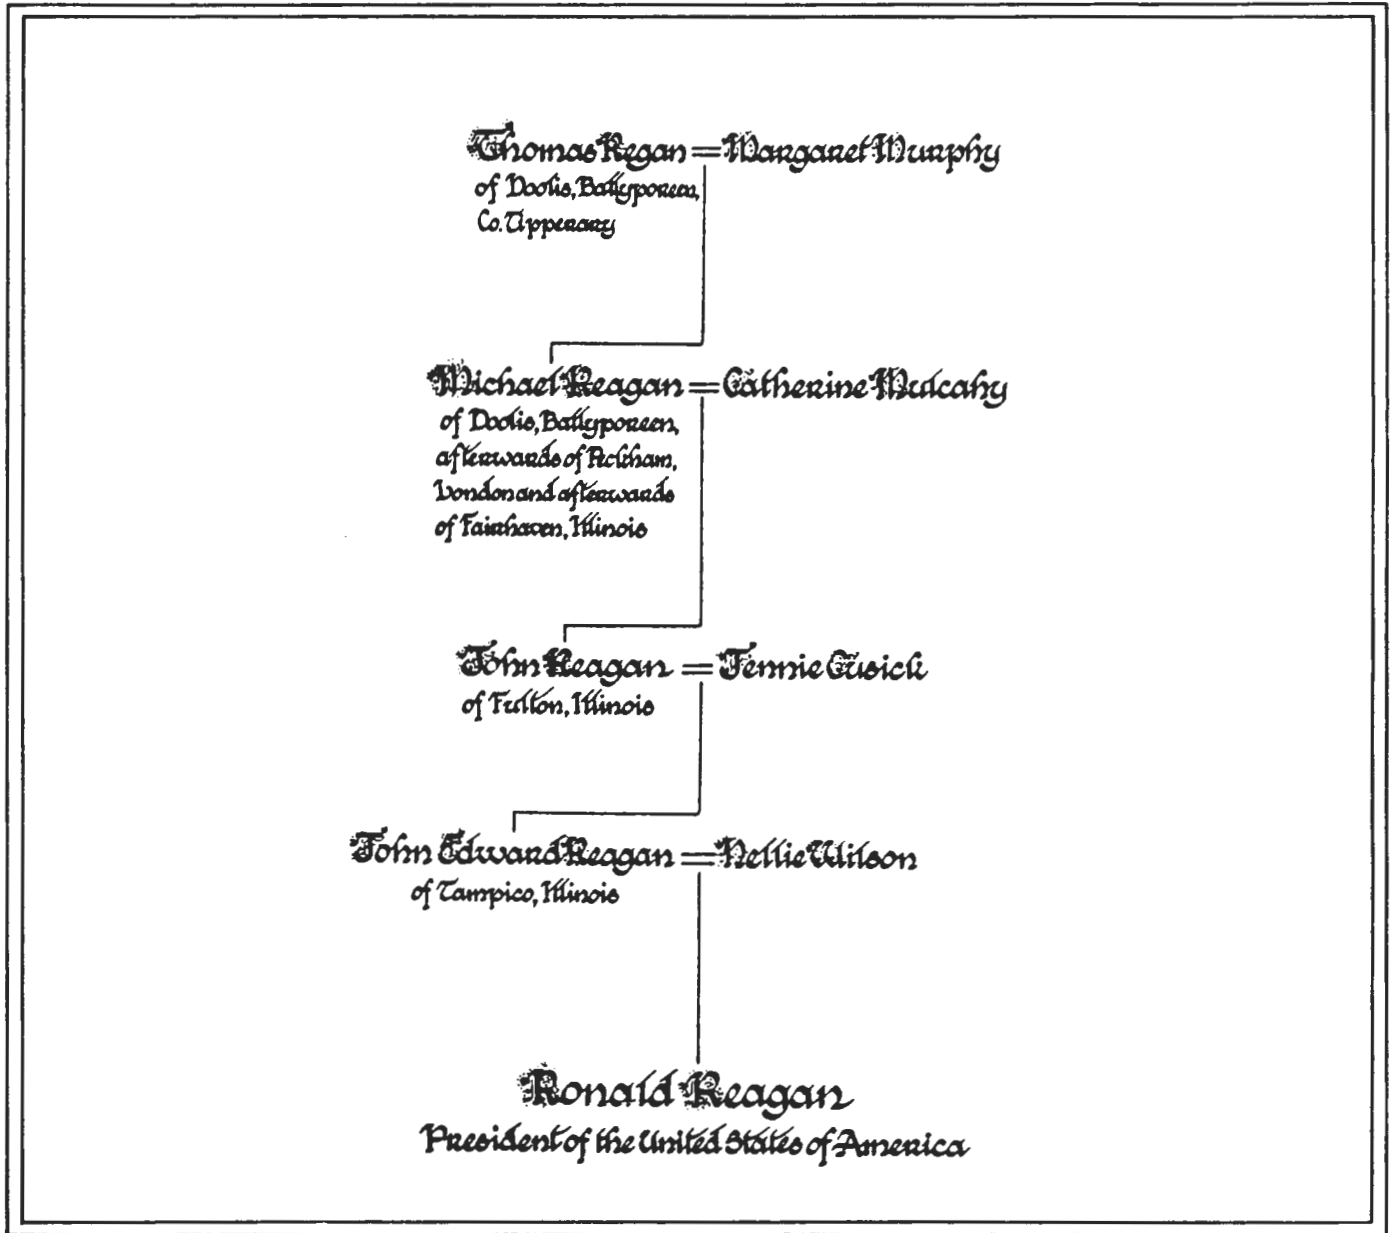 Thomas Regan = Margaret Murphy
of Doolis, Ballyporeen,
Co. Tipperary
Michael Reagan = Catherine Mulcahy
of Doolis, Ballyporeen,
afterwards of Peckham,
London and afterwards
of Fairhaven, Illinois
John Reagan = Jennie Cusick
of Fulton, Illinois
John Edward Reagan = Nellie Wilson
of Tampico, Illinois
Ronald Reagan
President of the United States of America